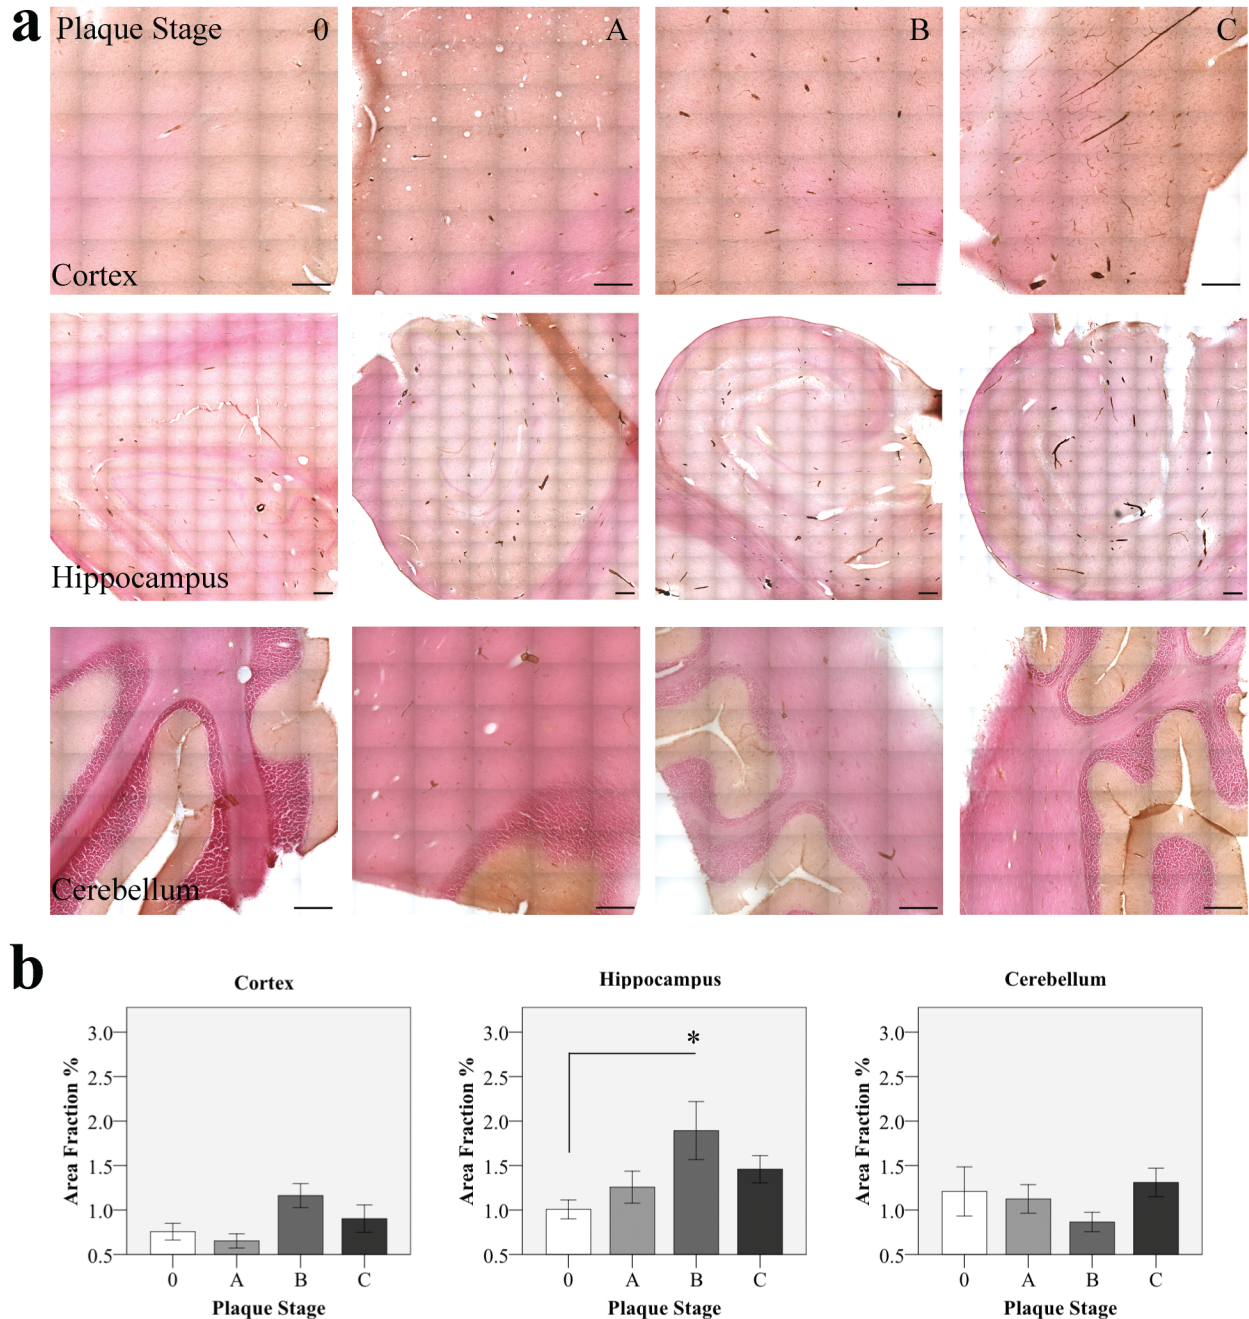 a
Plaque Stage 0 A B C
Cortex
Hippocampus
Cerebellum
b
Cortex
Area Fraction %
3.0
2.5
2.0
1.5
1.0
0.5
0 A B C
Plaque Stage
Hippocampus
Area Fraction %
3.0
2.5
2.0
1.5
1.0
0.5
*
0 A B C
Plaque Stage
Cerebellum
Area Fraction %
3.0
2.5
2.0
1.5
1.0
0.5
0 A B C
Plaque Stage